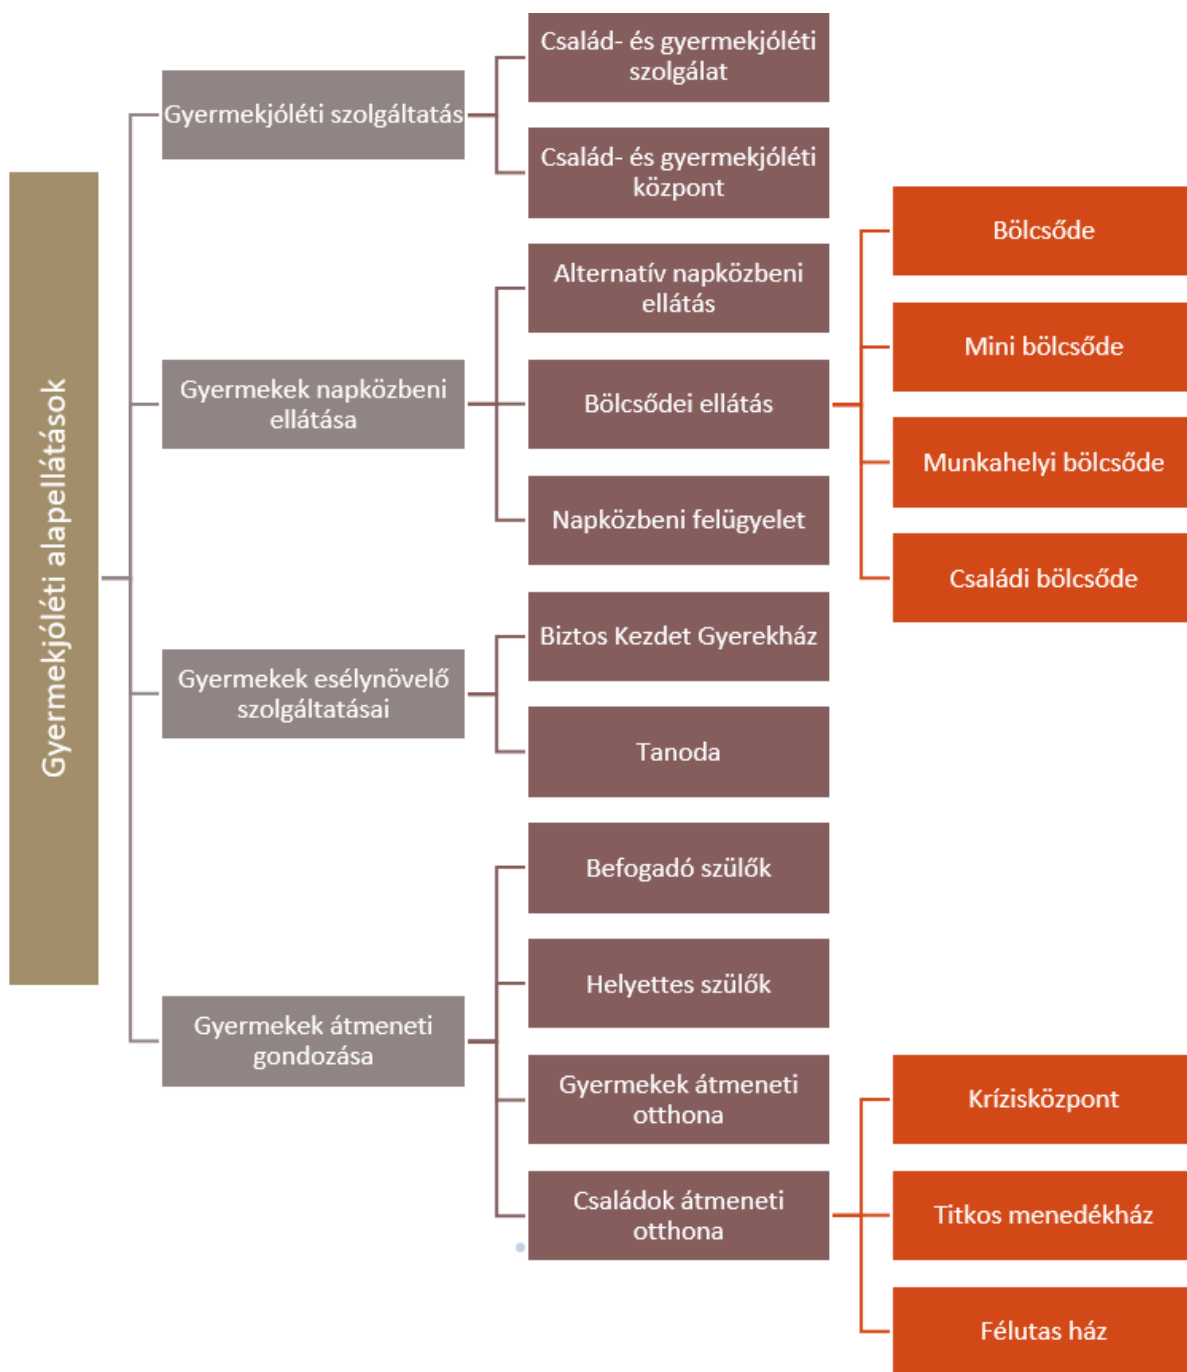 Gyermekjóléti alapellátások
Gyermekjóléti szolgáltatás
Család- és gyermekjóléti
szolgálat
Család- és gyermekjóléti
központ
Gyermekek napközbeni
ellátása
Alternatív napközbeni
ellátás
Bölcsődei ellátás
Bölcsőde
Mini bölcsőde
Munkahelyi bölcsőde
Családi bölcsőde
Napközbeni felügyelet
Gyermekek esélynövelő
szolgáltatásai
Biztos Kezdet Gyerekház
Tanoda
Gyermekek átmeneti
gondozása
Befogadó szülők
Helyettes szülők
Gyermekek átmeneti
otthona
Családok átmeneti
otthona
Krízisközpont
Titkos menedékház
Félutas ház